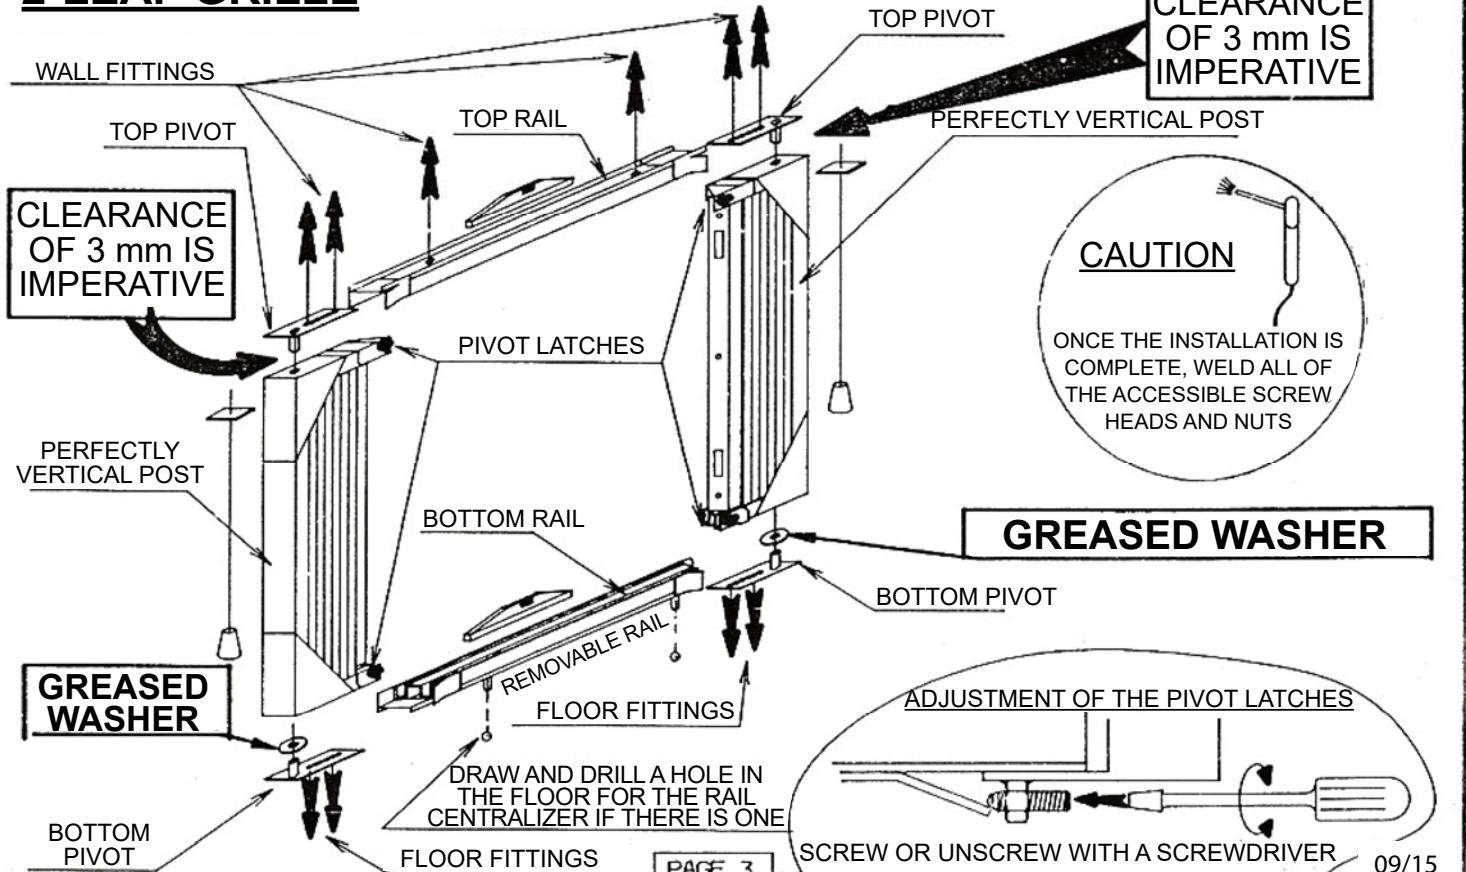 2 LEAF GRILLE
TOP PIVOT
CLEARANCE
OF 3 mm IS
IMPERATIVE
WALL FITTINGS
TOP RAIL
TOP PIVOT
PERFECTLY VERTICAL POST
CLEARANCE
OF 3 mm IS
IMPERATIVE
CAUTION
ONCE THE INSTALLATION IS
COMPLETE, WELD ALL OF
THE ACCESSIBLE SCREW
HEADS AND NUTS
PIVOT LATCHES
PERFECTLY
VERTICAL POST
BOTTOM RAIL
GREASED WASHER
BOTTOM PIVOT
REMOVABLE RAIL
GREASED
WASHER
FLOOR FITTINGS
ADJUSTMENT OF THE PIVOT LATCHES
DRAW AND DRILL A HOLE IN
THE FLOOR FOR THE RAIL
CENTRALIZER IF THERE IS ONE
BOTTOM
PIVOT
FLOOR FITTINGS
PAGE 3
SCREW OR UNSCREW WITH A SCREWDRIVER
09/15